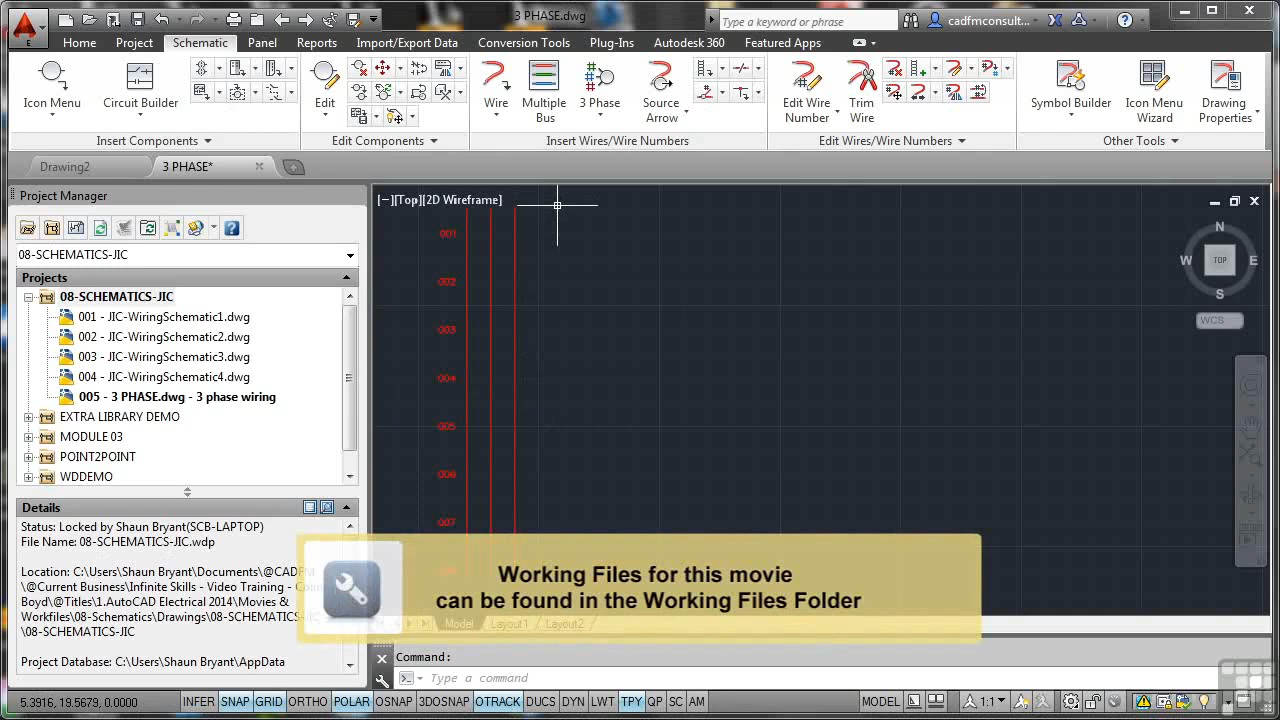 3 PHASE.dwg
Type a keyword or phrase
cadfmconsult...
Home Project Schematic Panel Reports Import/Export Data Conversion Tools Plug-Ins Autodesk 360 Featured Apps
Icon Menu
Circuit Builder
Edit
Wire
Multiple Bus
3 Phase
Source Arrow
Edit Wire Number
Trim Wire
Symbol Builder
Icon Menu Wizard
Drawing Properties
Insert Components
Edit Components
Insert Wires/Wire Numbers
Edit Wires/Wire Numbers
Other Tools
Drawing2
3 PHASE*
Project Manager
08-SCHEMATICS-JIC
Projects
08-SCHEMATICS-JIC
001 - JIC-WiringSchematic1.dwg
002 - JIC-WiringSchematic2.dwg
003 - JIC-WiringSchematic3.dwg
004 - JIC-WiringSchematic4.dwg
005 - 3 PHASE.dwg - 3 phase wiring
EXTRA LIBRARY DEMO
MODULE 03
POINT2POINT
WDDEMO
Details
Status: Locked by Shaun Bryant(SCB-LAPTOP)
File Name: 08-SCHEMATICS-JIC.wdp
Location: C:\Users\Shaun Bryant\Documents\@CADFM
\@Current Business\Infinite Skills - Video Training -
Boyd\@Titles\1.AutoCAD Electrical 2014\Movies &
Workfiles\08-Schematics\Drawings\08-SCHEMATICS-JIC
\08-SCHEMATICS-JIC
Project Database: C:\Users\Shaun Bryant\AppData
[−][Top][2D Wireframe]
001
002
003
004
005
006
007
N
W TOP E
S
WCS
Working Files for this movie
can be found in the Working Files Folder
Model Layout1 Layout2
Command:
Type a command
5.3916, 19.5679, 0.0000
INFER SNAP GRID ORTHO POLAR OSNAP 3DOSNAP OTRACK DUCS DYN LWT TPY QP SC AM
MODEL
1:1